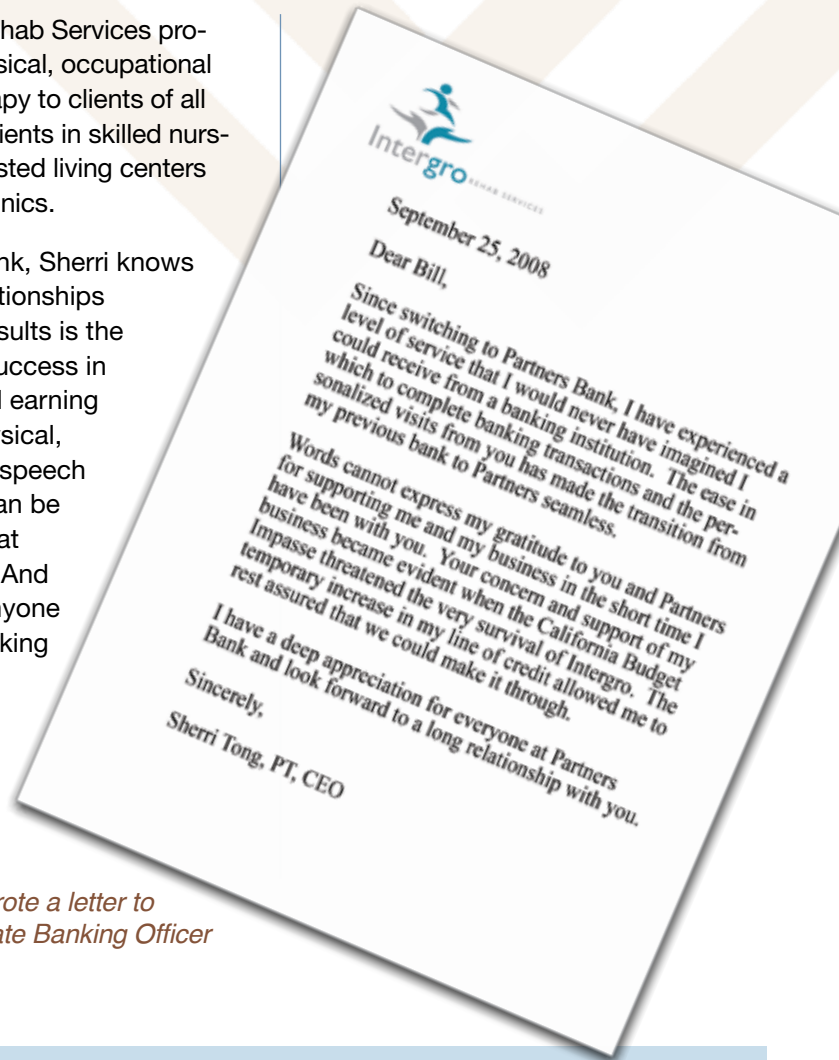 hab Services pro-
sical, occupational
apy to clients of all
ients in skilled nurs-
sted living centers
nics.
nk, Sherri knows
tionships
sults is the
uccess in
l earning
sical,
speech
an be
at
And
nyone
king
rote a letter to
ate Banking Officer
Intergro REHAB SERVICES
September 25, 2008
Dear Bill,
Since switching to Partners Bank, I have experienced a
level of service that I would never have imagined I
could receive from a banking institution. The ease in
which to complete banking transactions and the per-
sonalized visits from you has made the transition from
my previous bank to Partners seamless.
Words cannot express my gratitude to you and Partners
for supporting me and my business in the short time I
have been with you. Your concern and support of my
business became evident when the California Budget
Impasse threatened the very survival of Intergro. The
temporary increase in my line of credit allowed me to
rest assured that we could make it through.
I have a deep appreciation for everyone at Partners
Bank and look forward to a long relationship with you.
Sincerely,
Sherri Tong, PT, CEO